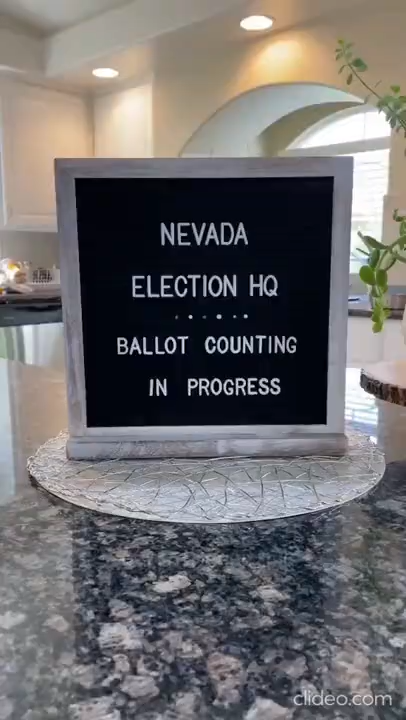 NEVADA
ELECTION HQ
BALLOT COUNTING
IN PROGRESS
clideo.com